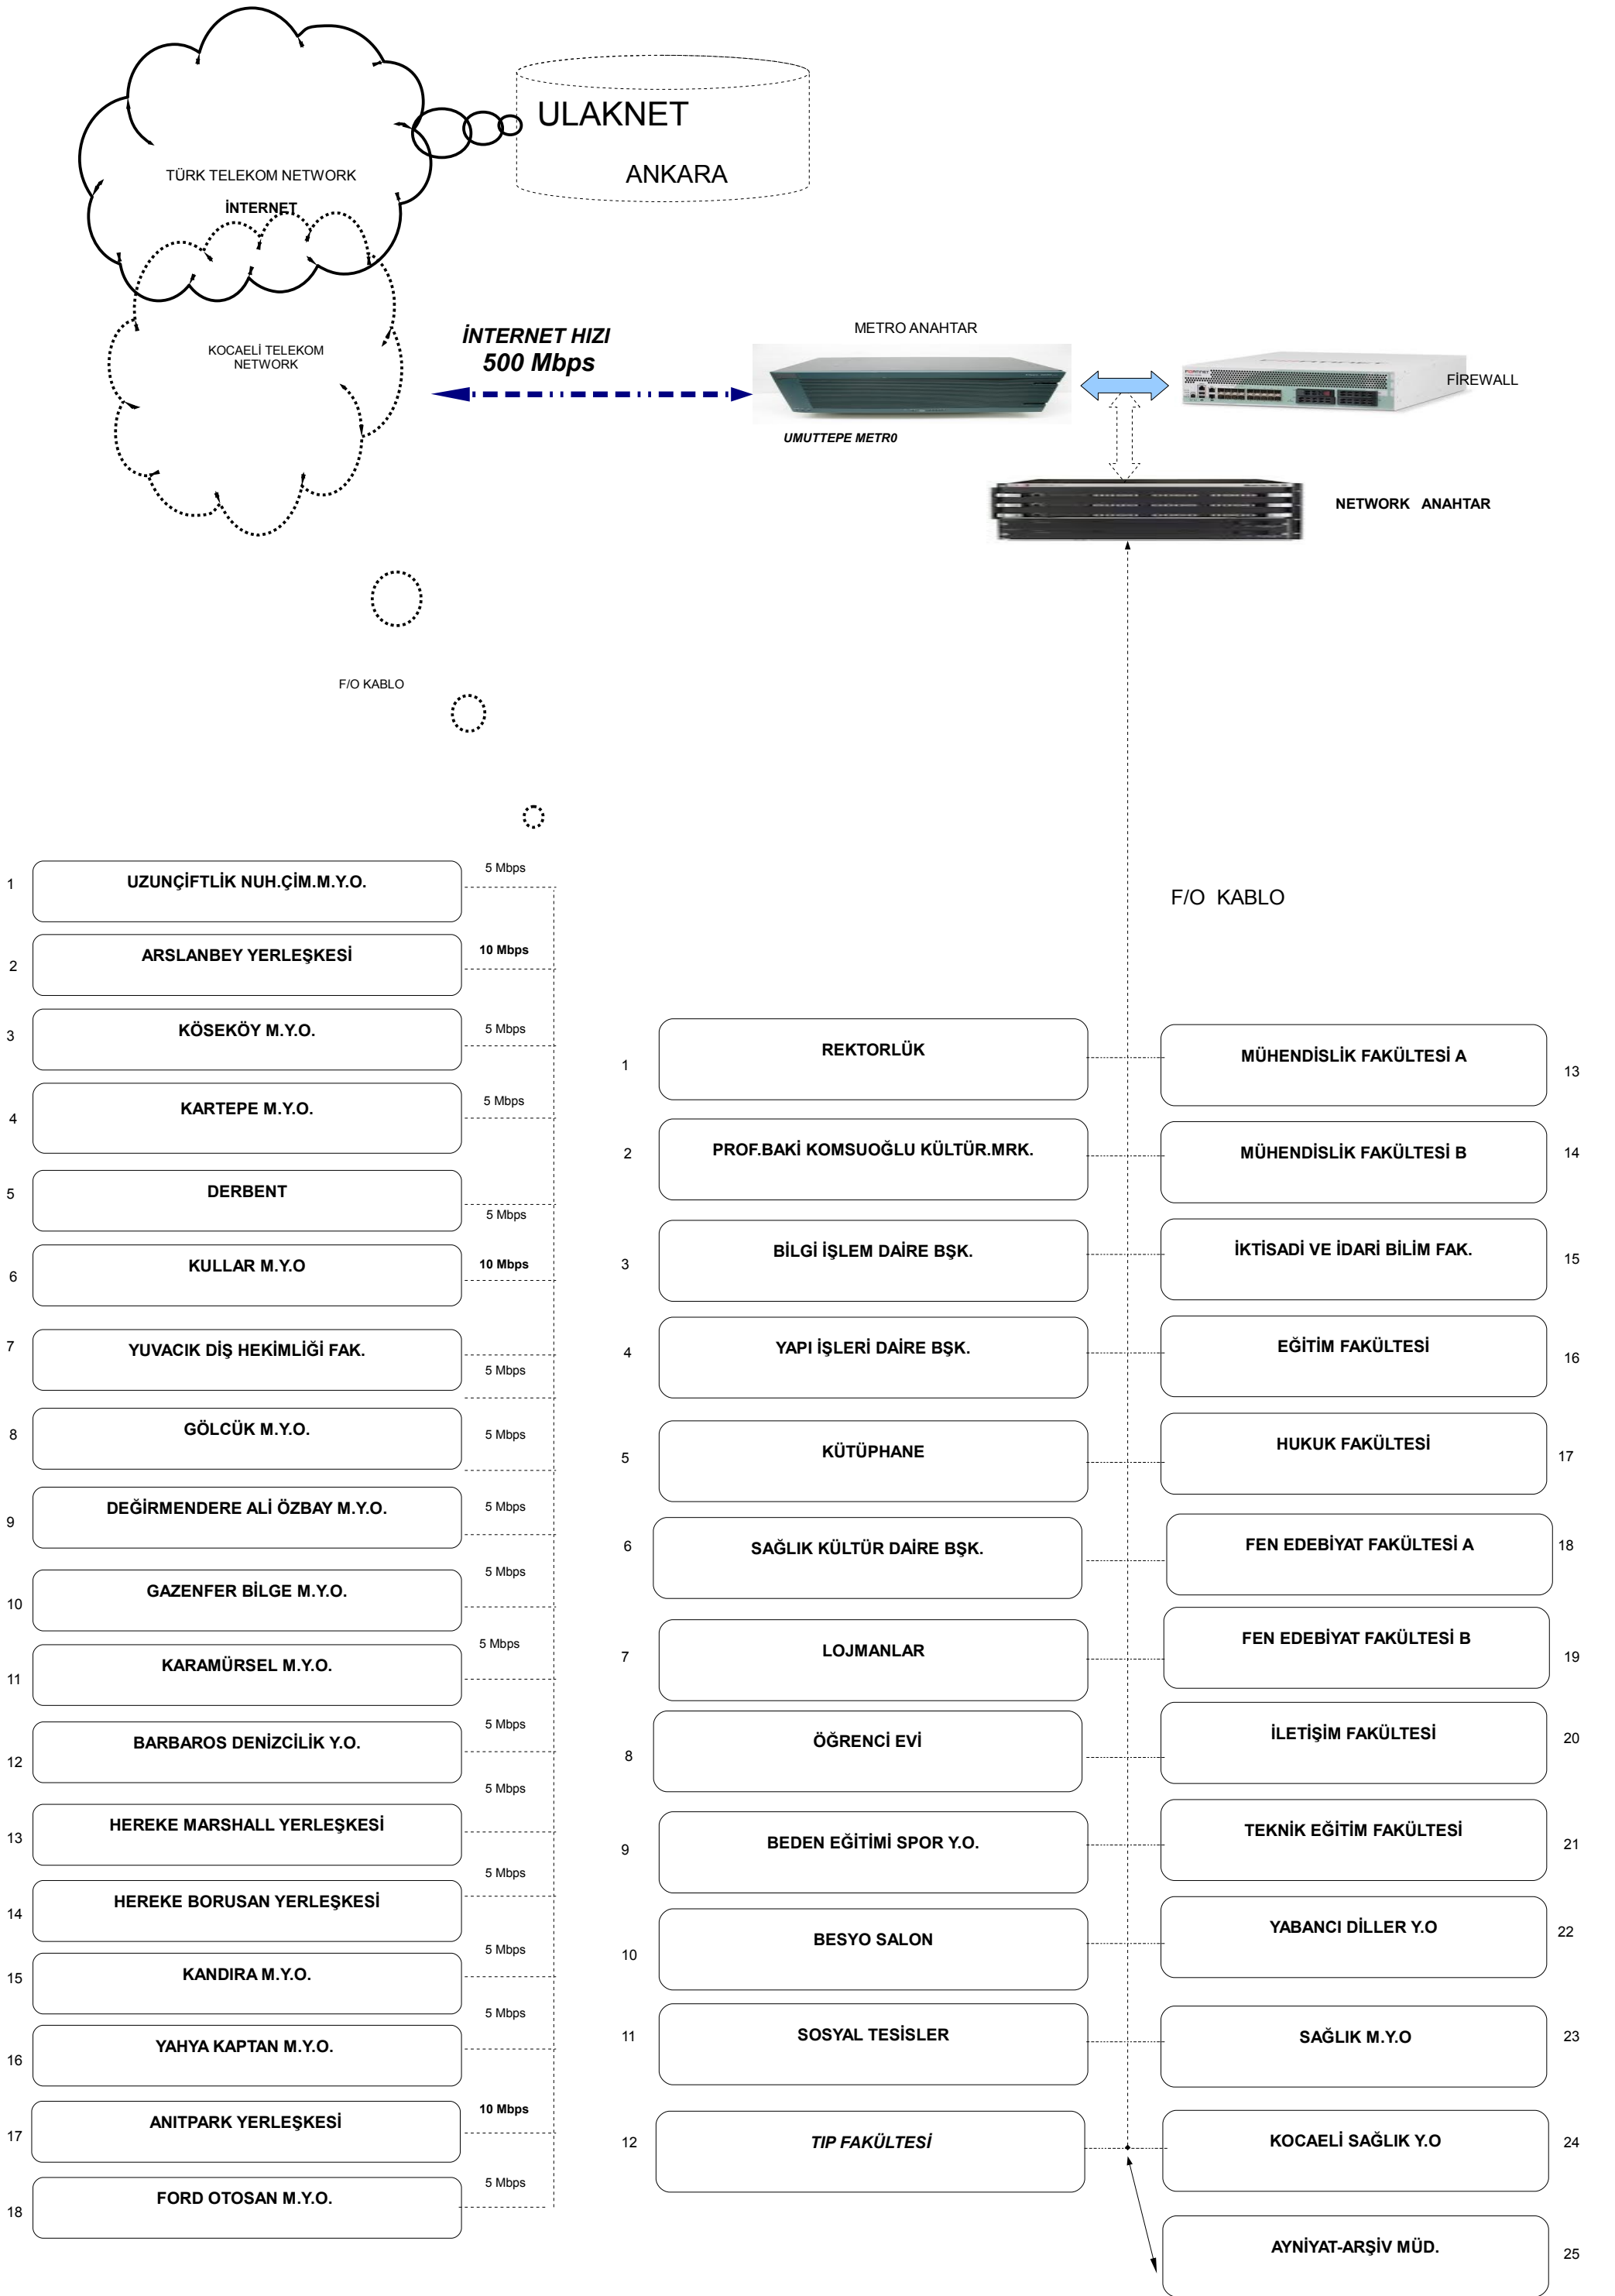 ULAKNET
ANKARA
TÜRK TELEKOM NETWORK
İNTERNET
KOCAELİ TELEKOM
NETWORK
İNTERNET HIZI
500 Mbps
METRO ANAHTAR
UMUTTEPE METR0
FİREWALL
NETWORK ANAHTAR
F/O KABLO
1
UZUNÇİFTLİK NUH.ÇİM.M.Y.O.
5 Mbps
2
ARSLANBEY YERLEŞKESİ
10 Mbps
3
KÖSEKÖY M.Y.O.
5 Mbps
4
KARTEPE M.Y.O.
5 Mbps
5
DERBENT
5 Mbps
6
KULLAR M.Y.O
10 Mbps
7
YUVACIK DİŞ HEKİMLİĞİ FAK.
5 Mbps
8
GÖLCÜK M.Y.O.
5 Mbps
9
DEĞİRMENDERE ALİ ÖZBAY M.Y.O.
5 Mbps
10
GAZENFER BİLGE M.Y.O.
5 Mbps
11
KARAMÜRSEL M.Y.O.
5 Mbps
12
BARBAROS DENİZCİLİK Y.O.
5 Mbps
13
HEREKE MARSHALL YERLEŞKESİ
5 Mbps
14
HEREKE BORUSAN YERLEŞKESİ
5 Mbps
15
KANDIRA M.Y.O.
5 Mbps
16
YAHYA KAPTAN M.Y.O.
5 Mbps
17
ANITPARK YERLEŞKESİ
10 Mbps
18
FORD OTOSAN M.Y.O.
5 Mbps
F/O KABLO
1
REKTORLÜK
2
PROF.BAKİ KOMSUOĞLU KÜLTÜR.MRK.
3
BİLGİ İŞLEM DAİRE BŞK.
4
YAPI İŞLERİ DAİRE BŞK.
5
KÜTÜPHANE
6
SAĞLIK KÜLTÜR DAİRE BŞK.
7
LOJMANLAR
8
ÖĞRENCİ EVİ
9
BEDEN EĞİTİMİ SPOR Y.O.
10
BESYO SALON
11
SOSYAL TESİSLER
12
TIP FAKÜLTESİ
MÜHENDİSLİK FAKÜLTESİ A
13
MÜHENDİSLİK FAKÜLTESİ B
14
İKTİSADİ VE İDARİ BİLİM FAK.
15
EĞİTİM FAKÜLTESİ
16
HUKUK FAKÜLTESİ
17
FEN EDEBİYAT FAKÜLTESİ A
18
FEN EDEBİYAT FAKÜLTESİ B
19
İLETİŞİM FAKÜLTESİ
20
TEKNİK EĞİTİM FAKÜLTESİ
21
YABANCI DİLLER Y.O
22
SAĞLIK M.Y.O
23
KOCAELİ SAĞLIK Y.O
24
AYNİYAT-ARŞİV MÜD.
25